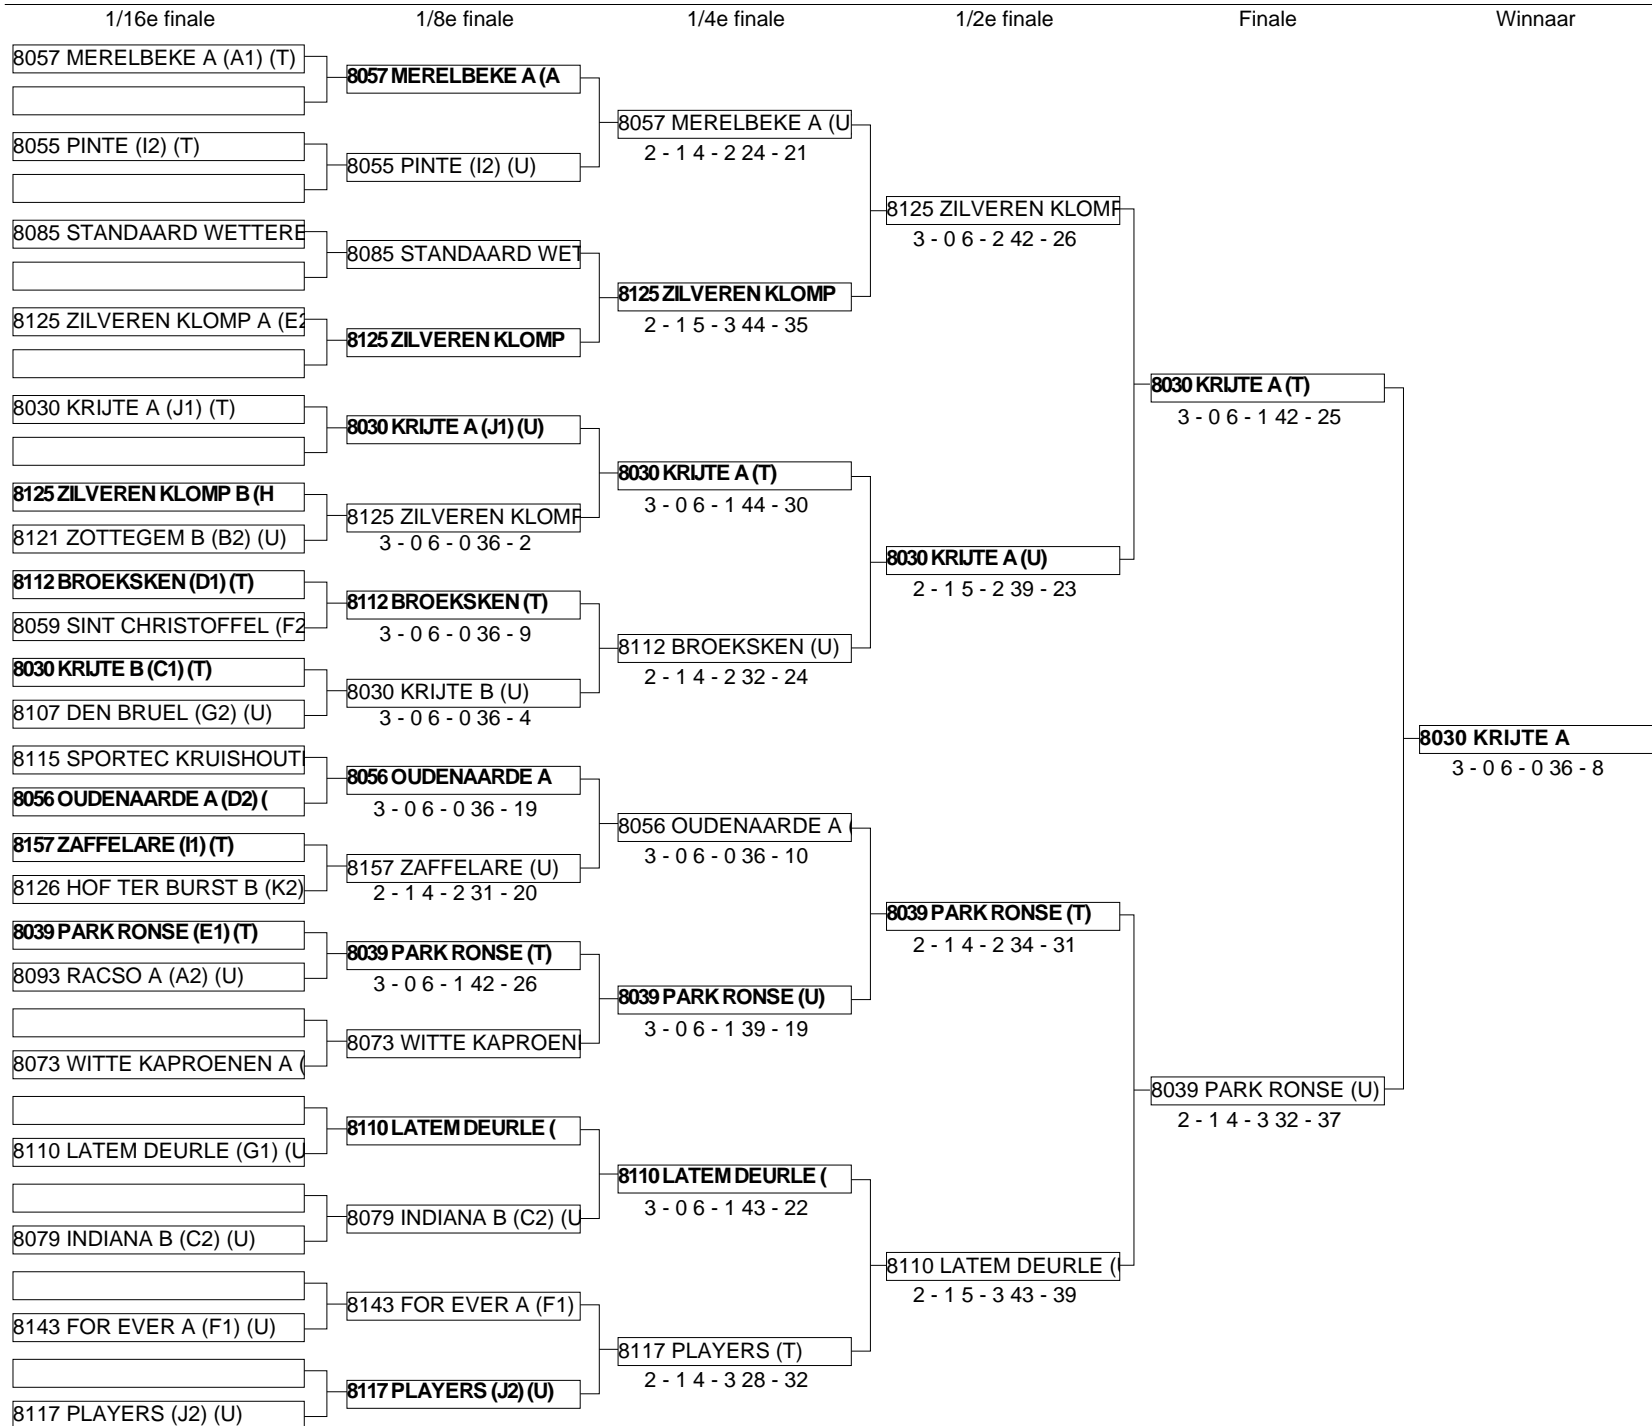 1/16e finale
1/8e finale
1/4e finale
1/2e finale
Finale
Winnaar
8057 MERELBEKE A (A1) (T)
8055 PINTE (I2) (T)
8085 STANDAARD WETTERE
8125 ZILVEREN KLOMP A (E2
8030 KRIJTE A (J1) (T)
8125 ZILVEREN KLOMP B (H
8121 ZOTTEGEM B (B2) (U)
8112 BROEKSKEN (D1) (T)
8059 SINT CHRISTOFFEL (F2
8030 KRIJTE B (C1) (T)
8107 DEN BRUEL (G2) (U)
8115 SPORTEC KRUISHOUT
8056 OUDENAARDE A (D2) (
8157 ZAFFELARE (I1) (T)
8126 HOF TER BURST B (K2)
8039 PARK RONSE (E1) (T)
8093 RACSO A (A2) (U)
8073 WITTE KAPROENEN A (
8110 LATEM DEURLE (G1) (U
8079 INDIANA B (C2) (U)
8143 FOR EVER A (F1) (U)
8117 PLAYERS (J2) (U)
8057 MERELBEKE A (A
8055 PINTE (I2) (U)
8085 STANDAARD WET
8125 ZILVEREN KLOMP
8030 KRIJTE A (J1) (U)
8125 ZILVEREN KLOMP
3 - 0 6 - 0 36 - 2
8112 BROEKSKEN (T)
3 - 0 6 - 0 36 - 9
8030 KRIJTE B (U)
3 - 0 6 - 0 36 - 4
8056 OUDENAARDE A
3 - 0 6 - 0 36 - 19
8157 ZAFFELARE (U)
2 - 1 4 - 2 31 - 20
8039 PARK RONSE (T)
3 - 0 6 - 1 42 - 26
8073 WITTE KAPROEN
8110 LATEM DEURLE (
8079 INDIANA B (C2) (U
8143 FOR EVER A (F1)
8117 PLAYERS (J2) (U)
8057 MERELBEKE A (U
2 - 1 4 - 2 24 - 21
8125 ZILVEREN KLOMP
2 - 1 5 - 3 44 - 35
8030 KRIJTE A (T)
3 - 0 6 - 1 44 - 30
8112 BROEKSKEN (U)
2 - 1 4 - 2 32 - 24
8056 OUDENAARDE A (
3 - 0 6 - 0 36 - 10
8039 PARK RONSE (U)
3 - 0 6 - 1 39 - 19
8110 LATEM DEURLE (
3 - 0 6 - 1 43 - 22
8117 PLAYERS (T)
2 - 1 4 - 3 28 - 32
8125 ZILVEREN KLOMP
3 - 0 6 - 2 42 - 26
8030 KRIJTE A (U)
2 - 1 5 - 2 39 - 23
8039 PARK RONSE (T)
2 - 1 4 - 2 34 - 31
8110 LATEM DEURLE (
2 - 1 5 - 3 43 - 39
8030 KRIJTE A (T)
3 - 0 6 - 1 42 - 25
8039 PARK RONSE (U)
2 - 1 4 - 3 32 - 37
8030 KRIJTE A
3 - 0 6 - 0 36 - 8